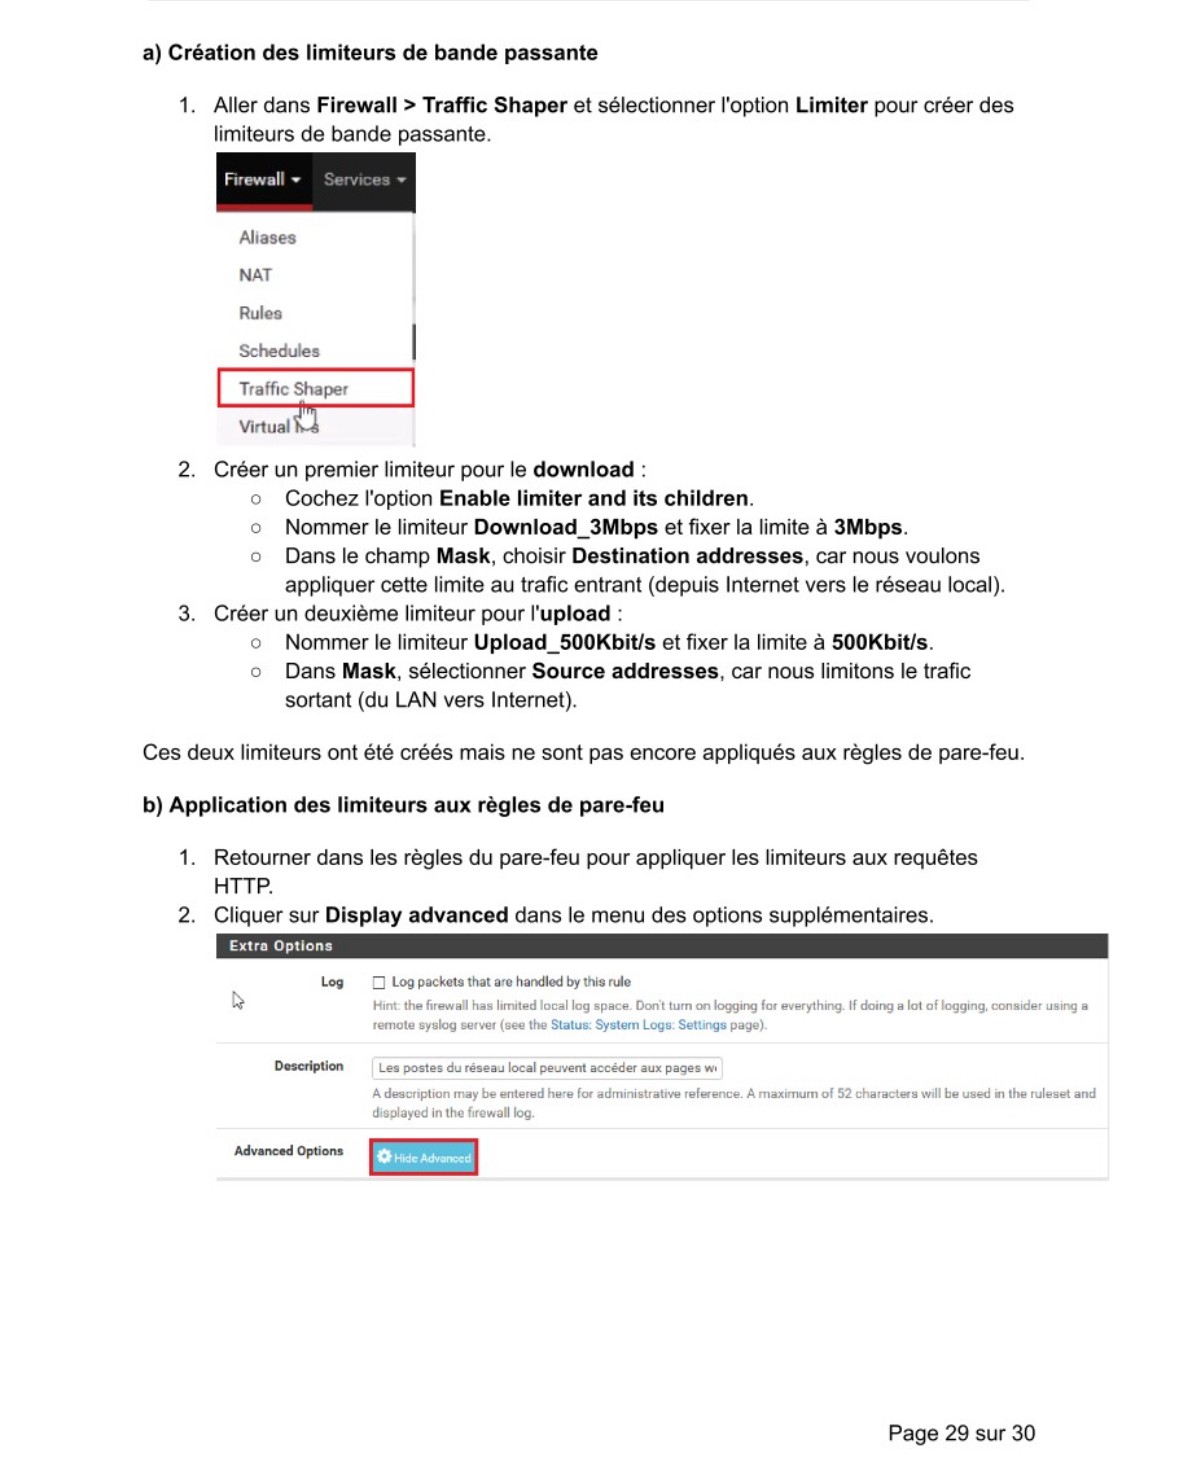 a) Création des limiteurs de bande passante
1. Aller dans Firewall > Traffic Shaper et sélectionner l'option Limiter pour créer des
limiteurs de bande passante.
Firewall Services
Aliases
NAT
Rules
Schedules
Traffic Shaper
Virtual
2. Créer un premier limiteur pour le download :
○ Cochez l'option Enable limiter and its children.
○ Nommer le limiteur Download_3Mbps et fixer la limite à 3Mbps.
○ Dans le champ Mask, choisir Destination addresses, car nous voulons
appliquer cette limite au trafic entrant (depuis Internet vers le réseau local).
3. Créer un deuxième limiteur pour l'upload :
○ Nommer le limiteur Upload_500Kbit/s et fixer la limite à 500Kbit/s.
○ Dans Mask, sélectionner Source addresses, car nous limitons le trafic
sortant (du LAN vers Internet).
Ces deux limiteurs ont été créés mais ne sont pas encore appliqués aux règles de pare-feu.
b) Application des limiteurs aux règles de pare-feu
1. Retourner dans les règles du pare-feu pour appliquer les limiteurs aux requêtes
HTTP.
2. Cliquer sur Display advanced dans le menu des options supplémentaires.
Extra Options
Log Log packets that are handled by this rule
Hint: the firewall has limited local log space. Don't turn on logging for everything. If doing a lot of logging, consider using a
remote syslog server (see the Status: System Logs: Settings page).
Description Les postes du réseau local peuvent accéder aux pages
A description may be entered here for administrative reference. A maximum of 52 characters will be used in the ruleset and
displayed in the firewall log.
Advanced Options Hide Advanced
Page 29 sur 30